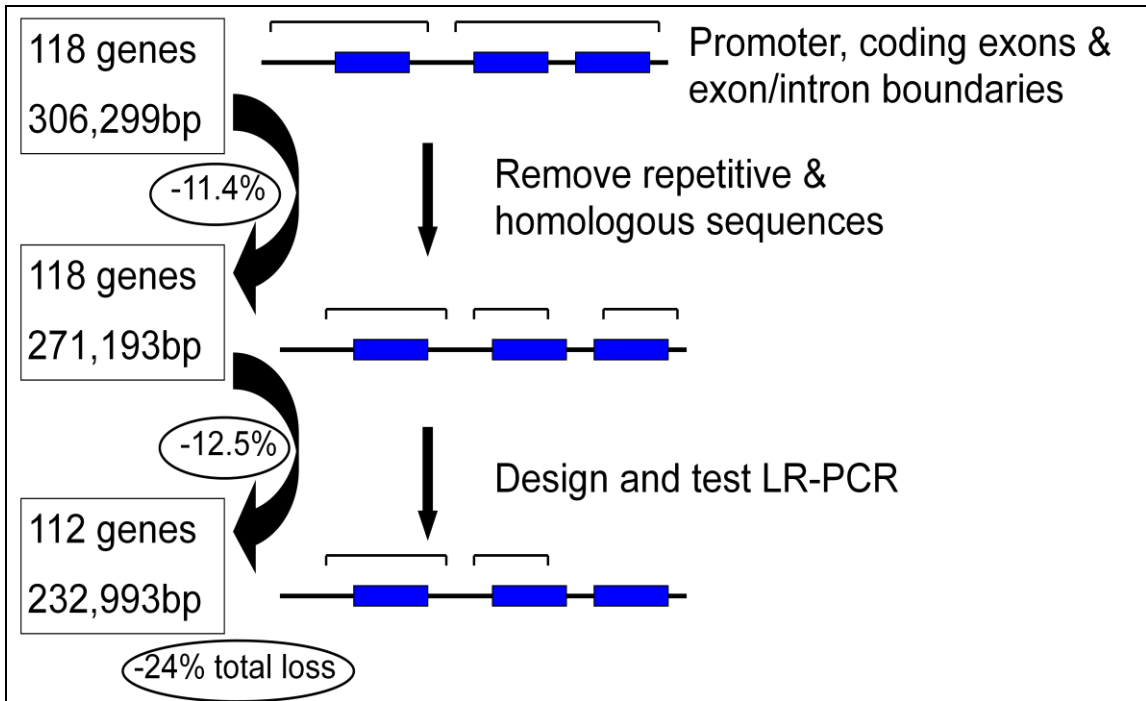 118 genes
306,299bp
Promoter, coding exons &
exon/intron boundaries
-11.4%
Remove repetitive &
homologous sequences
118 genes
271,193bp
-12.5%
Design and test LR-PCR
112 genes
232,993bp
-24% total loss